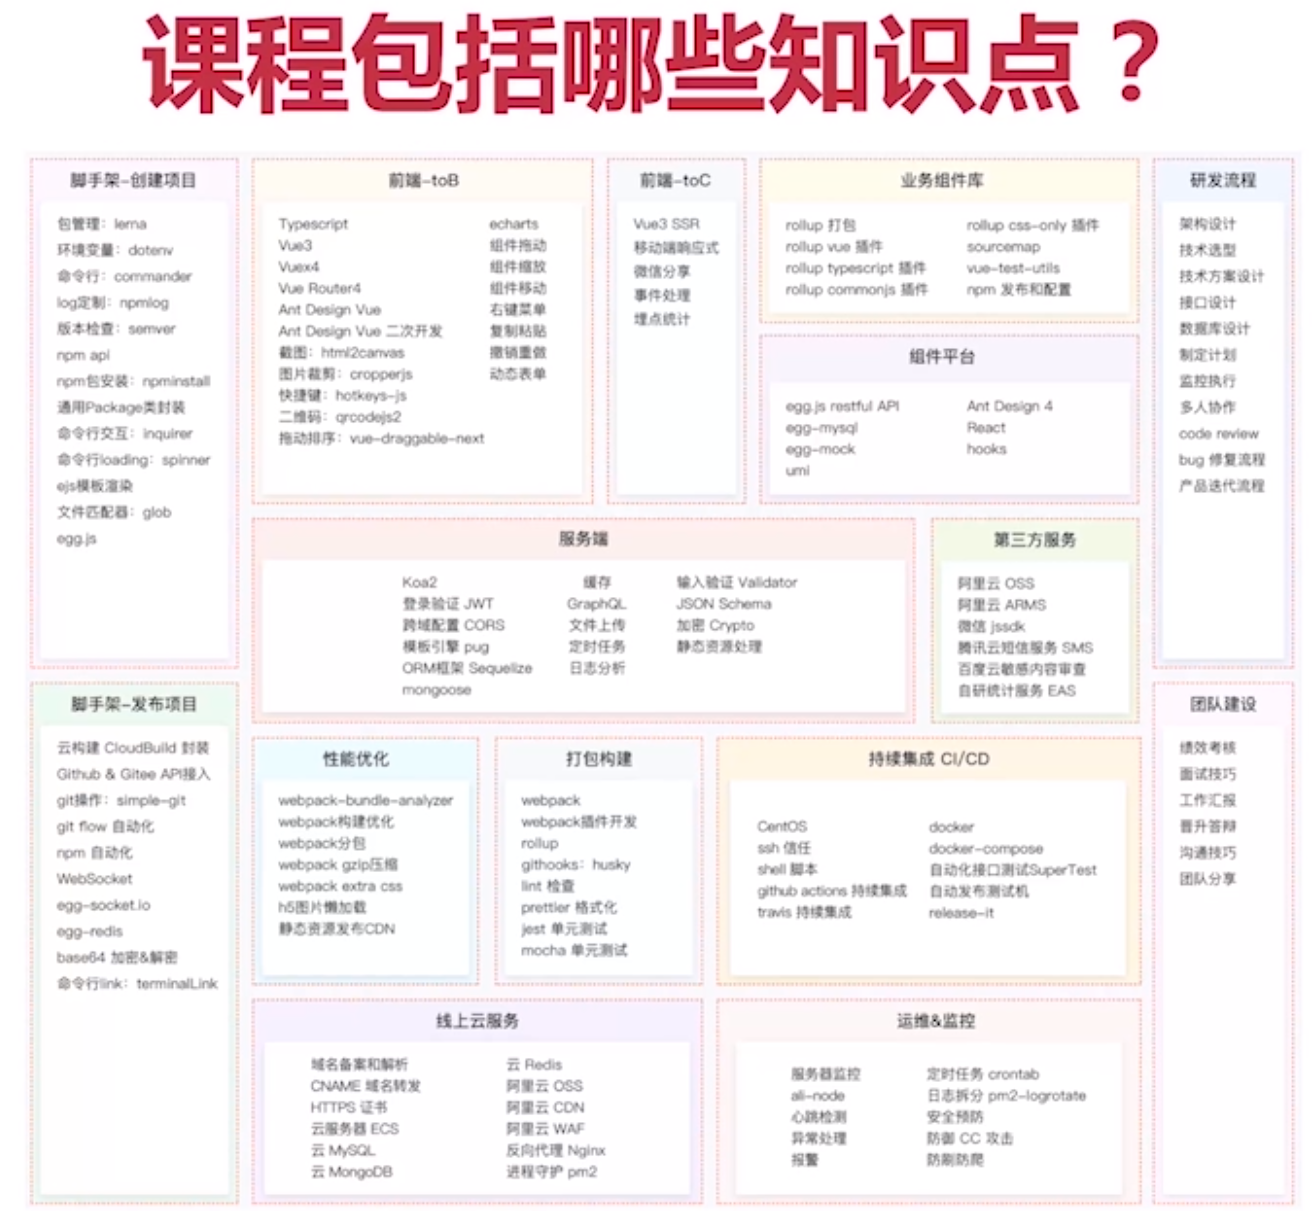 课程包括哪些知识点？
脚手架-创建项目
包管理：lerna
环境变量：dotenv
命令行：commander
log定制：npmlog
版本检查：semver
npm api
npm包安装：npminstall
通用Package类封装
命令行交互：inquirer
命令行loading：spinner
ejs模板渲染
文件匹配器：glob
egg.js
前端-toB
Typescript
Vue3
Vuex4
Vue Router4
Ant Design Vue
Ant Design Vue 二次开发
截图：html2canvas
图片裁剪：cropperjs
快捷键：hotkeys-js
二维码：qrcodejs2
拖动排序：vue-draggable-next
echarts
组件拖动
组件缩放
组件移动
右键菜单
复制粘贴
撤销重做
动态表单
前端-toC
Vue3 SSR
移动端响应式
微信分享
事件处理
埋点统计
业务组件库
rollup 打包
rollup vue 插件
rollup typescript 插件
rollup commonjs 插件
rollup css-only 插件
sourcemap
vue-test-utils
npm 发布和配置
组件平台
egg.js restful API
egg-mysql
egg-mock
umi
Ant Design 4
React
hooks
研发流程
架构设计
技术选型
技术方案设计
接口设计
数据库设计
制定计划
监控执行
多人协作
code review
bug 修复流程
产品迭代流程
服务端
Koa2
登录验证 JWT
跨域配置 CORS
模板引擎 pug
ORM框架 Sequelize
mongoose
缓存
GraphQL
文件上传
定时任务
日志分析
输入验证 Validator
JSON Schema
加密 Crypto
静态资源处理
第三方服务
阿里云 OSS
阿里云 ARMS
微信 jssdk
腾讯云短信服务 SMS
百度云敏感内容审查
自研统计服务 EAS
脚手架-发布项目
云构建 CloudBuild 封装
Github & Gitee API接入
git操作：simple-git
git flow 自动化
npm 自动化
WebSocket
egg-socket.io
egg-redis
base64 加密&解密
命令行link：terminalLink
性能优化
webpack-bundle-analyzer
webpack构建优化
webpack分包
webpack gzip压缩
webpack extra css
h5图片懒加载
静态资源发布CDN
打包构建
webpack
webpack插件开发
rollup
githooks：husky
lint 检查
prettier 格式化
jest 单元测试
mocha 单元测试
持续集成 CI/CD
CentOS
ssh 信任
shell 脚本
github actions 持续集成
travis 持续集成
docker
docker-compose
自动化接口测试SuperTest
自动发布测试机
release-it
团队建设
绩效考核
面试技巧
工作汇报
晋升答辩
沟通技巧
团队分享
线上云服务
域名备案和解析
CNAME 域名转发
HTTPS 证书
云服务器 ECS
云 MySQL
云 MongoDB
云 Redis
阿里云 OSS
阿里云 CDN
阿里云 WAF
反向代理 Nginx
进程守护 pm2
运维&监控
服务器监控
ali-node
心跳检测
异常处理
报警
定时任务 crontab
日志拆分 pm2-logrotate
安全预防
防御 CC 攻击
防刷防爬